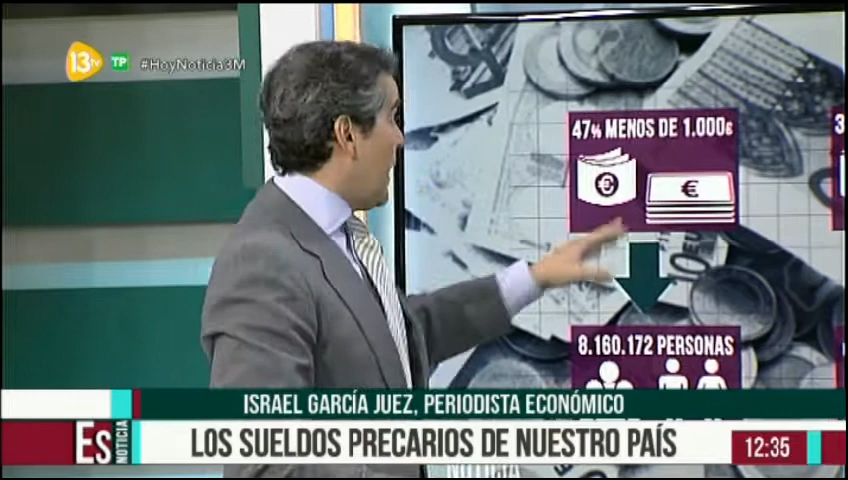 13tv TP #HoyNoticia3M
47% MENOS DE 1.000€
€
€
8.160.172 PERSONAS
ISRAEL GARCÍA JUEZ, PERIODISTA ECONÓMICO
Es NOTICIA
LOS SUELDOS PRECARIOS DE NUESTRO PAÍS
12:35
NOTICIA